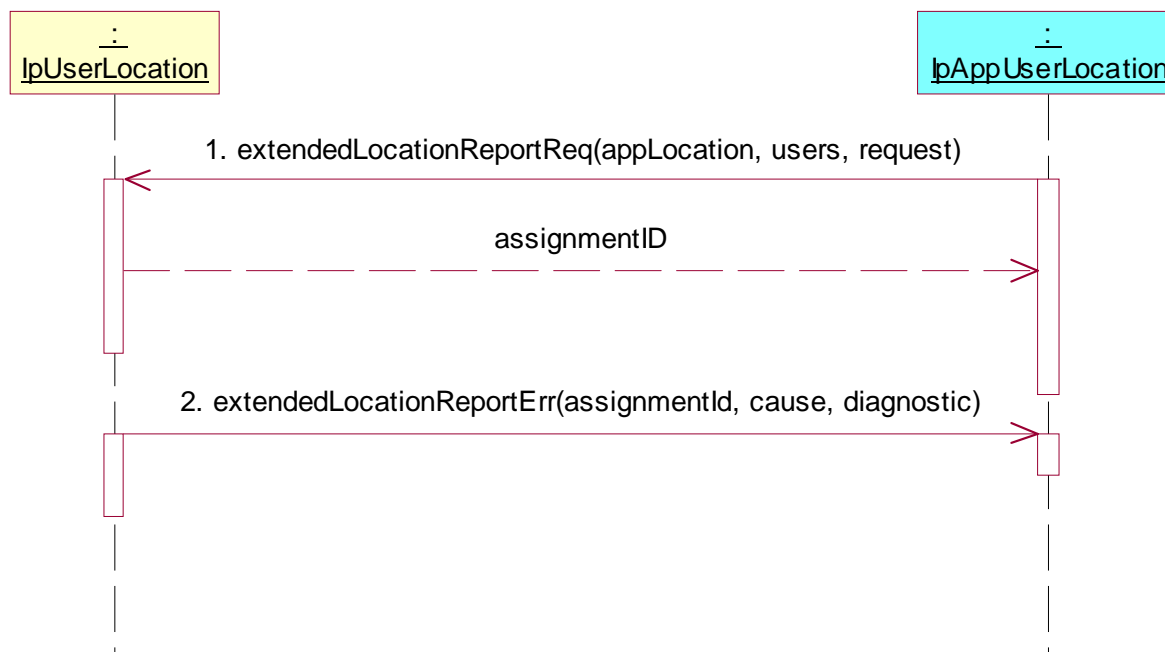 :
IpUserLocation
:
IpAppUserLocation
1. extendedLocationReportReq(appLocation, users, request)
assignmentID
2. extendedLocationReportErr(assignmentId, cause, diagnostic)